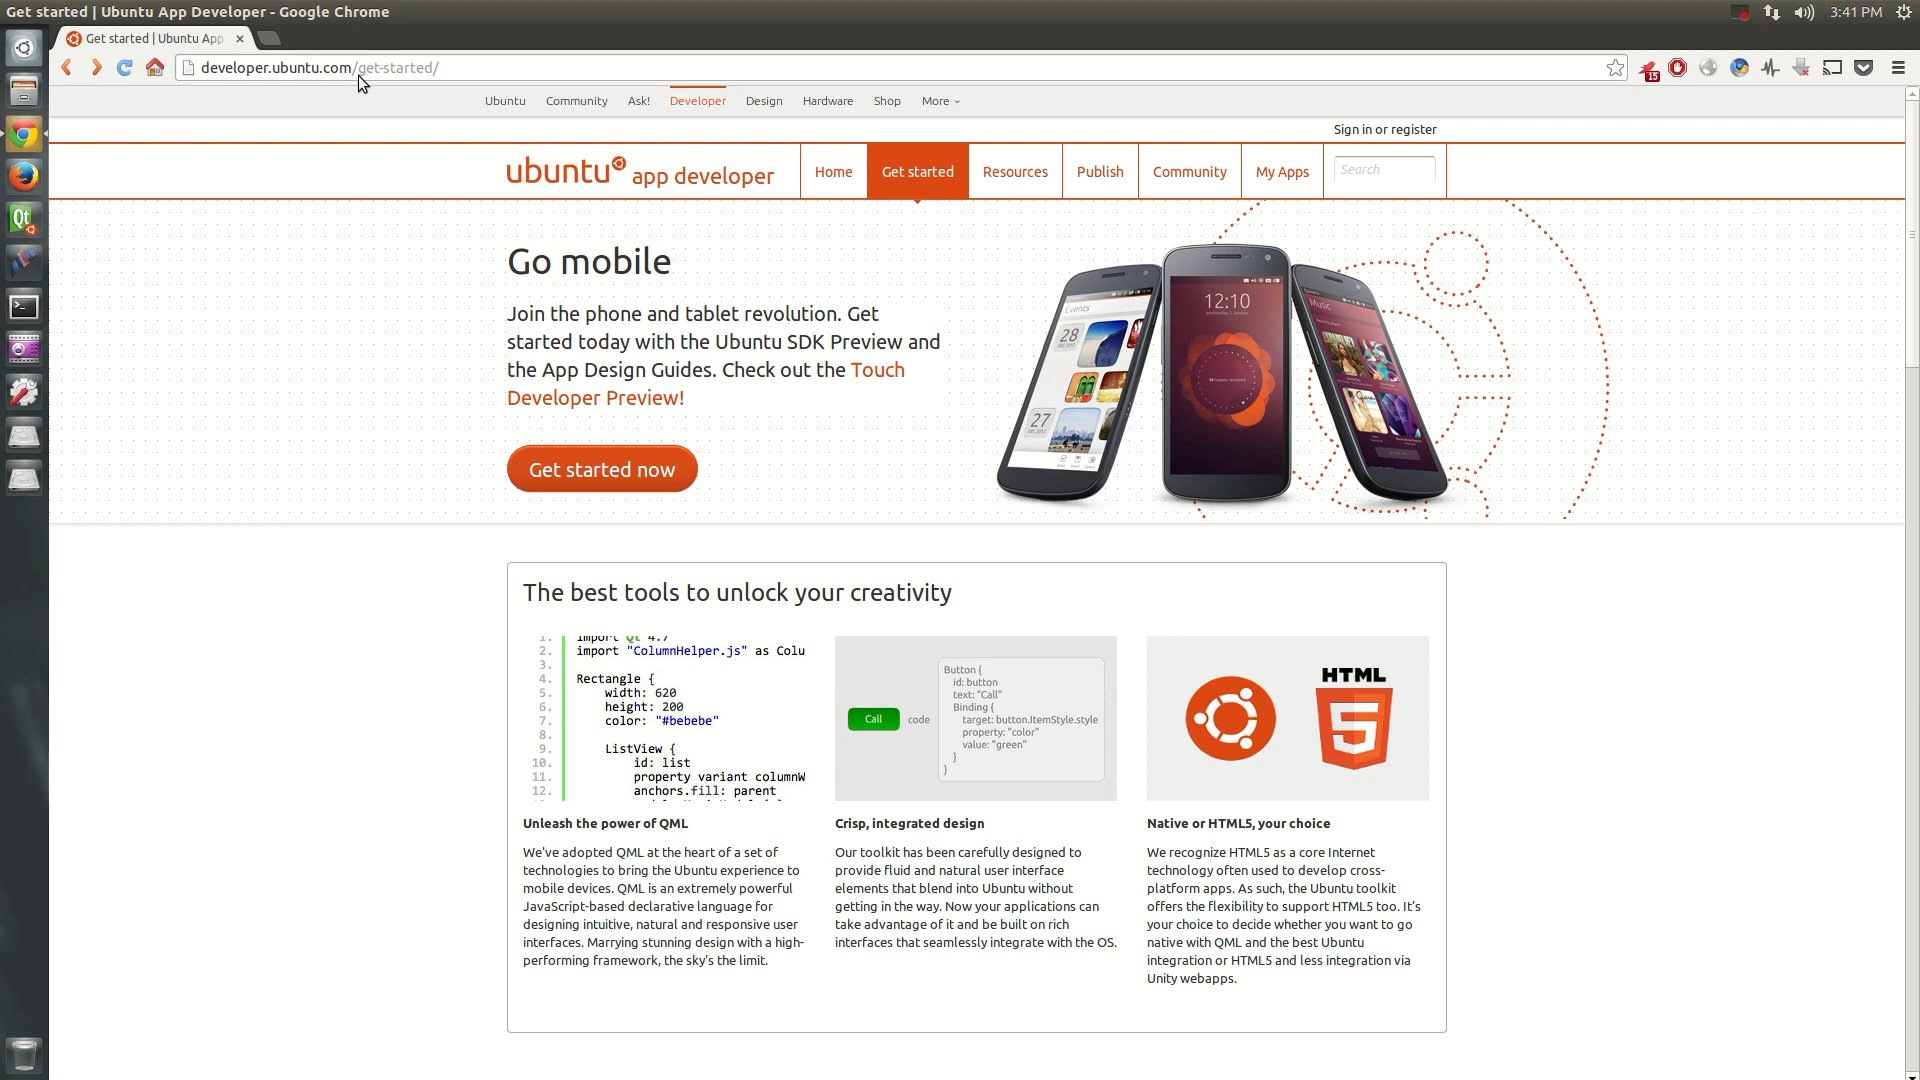 Get started | Ubuntu App Developer - Google Chrome
3:41 PM
Get started | Ubuntu App
developer.ubuntu.com/get-started/
15
Ubuntu Community Ask! Developer Design Hardware Shop More
Sign in or register
ubuntu app developer
Home Get started Resources Publish Community My Apps Search
Go mobile
Join the phone and tablet revolution. Get
started today with the Ubuntu SDK Preview and
the App Design Guides. Check out the Touch
Developer Preview!
Get started now
Events
28
27
12:10
Music
The best tools to unlock your creativity
1. import Qt 4.7
2. import "ColumnHelper.js" as Colu
3.
4. Rectangle {
5. width: 620
6. height: 200
7. color: "#bebebe"
8.
9. ListView {
10. id: list
11. property variant columnW
12. anchors.fill: parent
Call code
Button {
id: button
text: "Call"
Binding {
target: button.ItemStyle.style
property: "color"
value: "green"
}
}
HTML
5
Unleash the power of QML
We've adopted QML at the heart of a set of
technologies to bring the Ubuntu experience to
mobile devices. QML is an extremely powerful
JavaScript-based declarative language for
designing intuitive, natural and responsive user
interfaces. Marrying stunning design with a high-
performing framework, the sky's the limit.
Crisp, integrated design
Our toolkit has been carefully designed to
provide fluid and natural user interface
elements that blend into Ubuntu without
getting in the way. Now your applications can
take advantage of it and be built on rich
interfaces that seamlessly integrate with the OS.
Native or HTML5, your choice
We recognize HTML5 as a core Internet
technology often used to develop cross-
platform apps. As such, the Ubuntu toolkit
offers the flexibility to support HTML5 too. It's
your choice to decide whether you want to go
native with QML and the best Ubuntu
integration or HTML5 and less integration via
Unity webapps.